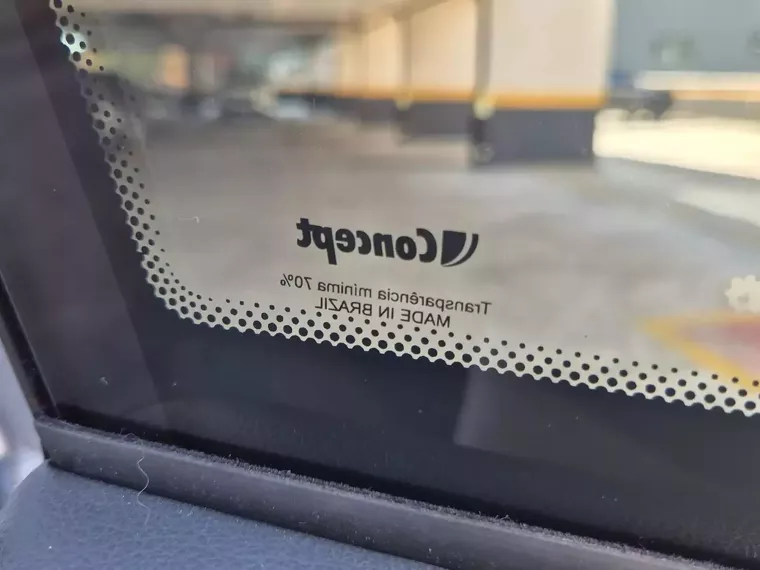 Concept
Transparência mínima 70%
MADE IN BRAZIL